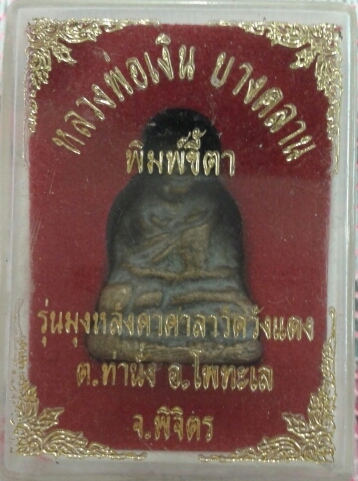 หลวงพ่อเงิน บางคลาน
พิมพ์ขี้ตา
รุ่นมุงหลังคาศาลาวัดวังแดง
ต.ท่านั่ง อ.โพทะเล
จ.พิจิตร